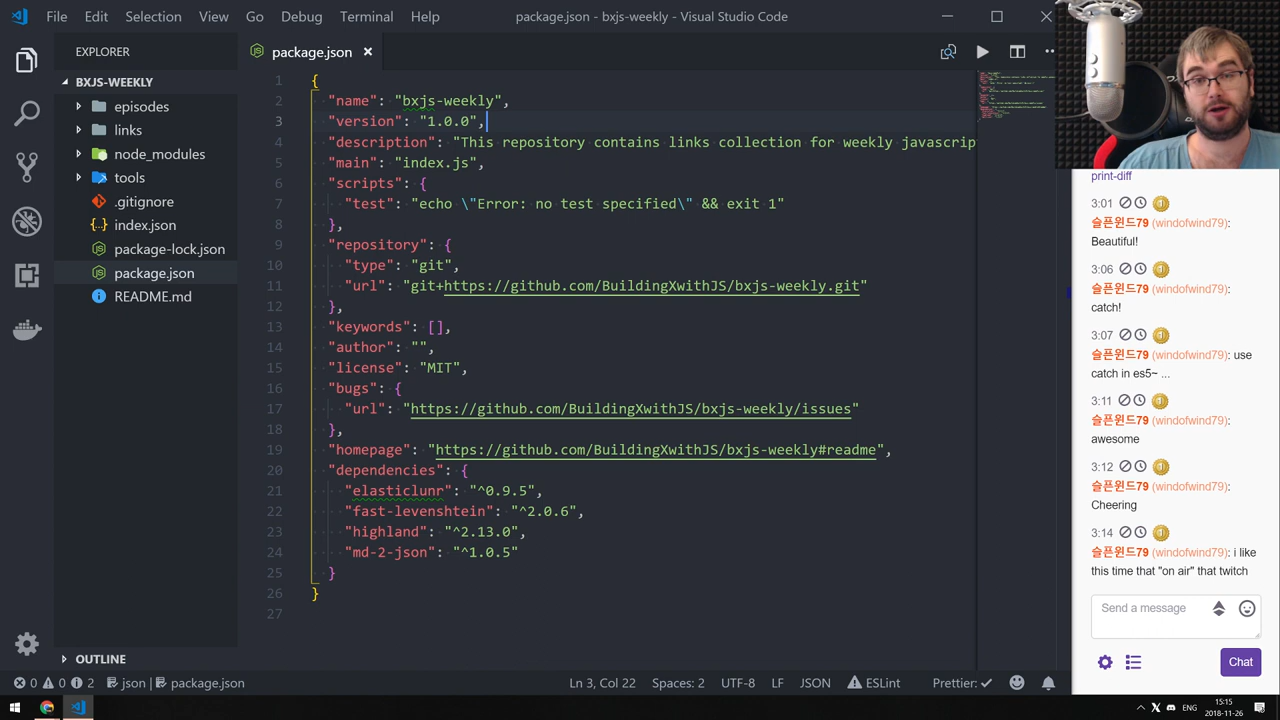 File Edit Selection View Go Debug Terminal Help
package.json - bxjs-weekly - Visual Studio Code
EXPLORER
BXJS-WEEKLY
episodes
links
node_modules
tools
.gitignore
index.json
package-lock.json
package.json
README.md
OUTLINE
package.json
1 {
2 "name": "bxjs-weekly",
3 "version": "1.0.0",
4 "description": "This repository contains links collection for weekly javascrip
5 "main": "index.js",
6 "scripts": {
7 "test": "echo \"Error: no test specified\" && exit 1"
8 },
9 "repository": {
10 "type": "git",
11 "url": "git+https://github.com/BuildingXwithJS/bxjs-weekly.git"
12 },
13 "keywords": [],
14 "author": "",
15 "license": "MIT",
16 "bugs": {
17 "url": "https://github.com/BuildingXwithJS/bxjs-weekly/issues"
18 },
19 "homepage": "https://github.com/BuildingXwithJS/bxjs-weekly#readme",
20 "dependencies": {
21 "elasticlunr": "^0.9.5",
22 "fast-levenshtein": "^2.0.6",
23 "highland": "^2.13.0",
24 "md-2-json": "^1.0.5"
25 }
26 }
27
print-diff
3:01
슬픈윈드79 (windofwind79):
Beautiful!
3:06
슬픈윈드79 (windofwind79):
catch!
3:07
슬픈윈드79 (windofwind79): use
catch in es5~ ...
3:11
슬픈윈드79 (windofwind79):
awesome
3:12
슬픈윈드79 (windofwind79):
Cheering
3:14
슬픈윈드79 (windofwind79): i like
this time that "on air" that twitch
Send a message
Chat
0 0 2 json package.json Ln 3, Col 22 Spaces: 2 UTF-8 LF JSON ESLint Prettier: ✓
ENG
15:15
2018-11-26